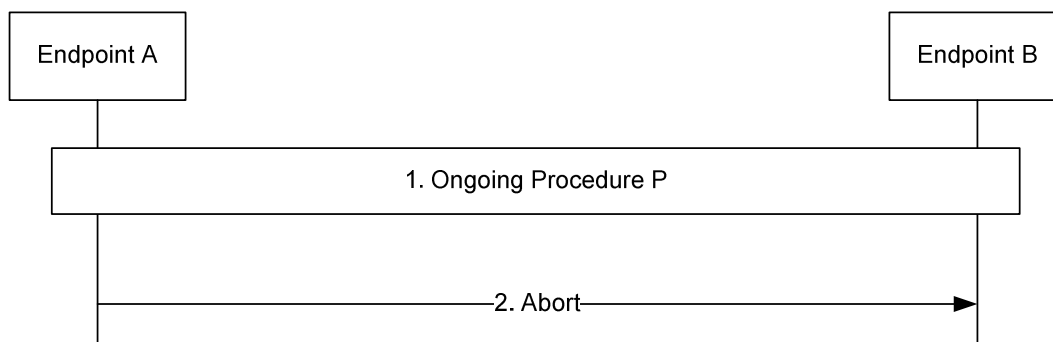 Endpoint A
Endpoint B
1. Ongoing Procedure P
2. Abort